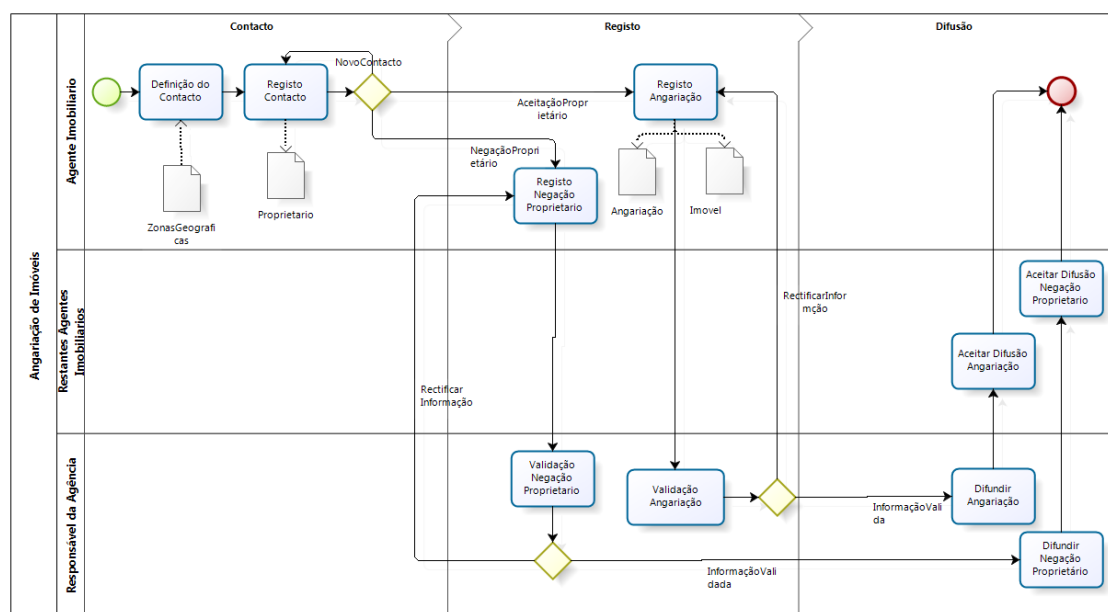 Contacto
Registo
Difusão
Angariação de Imóveis
Agente Imobiliario
Definição do
Contacto
Registo
Contacto
NovoContacto
AceitaçãoPropr
ietário
NegaçãoPropri
etário
Registo
Angariação
ZonasGeografi
cas
Proprietario
Registo
Negação
Proprietario
Angariação
Imovel
Restantes Agentes
Imobiliarios
RectificarInfor
mção
Aceitar Difusão
Negação
Proprietario
Aceitar Difusão
Angariação
Rectificar
Informação
Responsável da Agência
Validação
Negação
Proprietario
Validação
Angariação
InformaçãoVali
da
Difundir
Angariação
InformaçãoVali
dada
Difundir
Negação
Proprietário